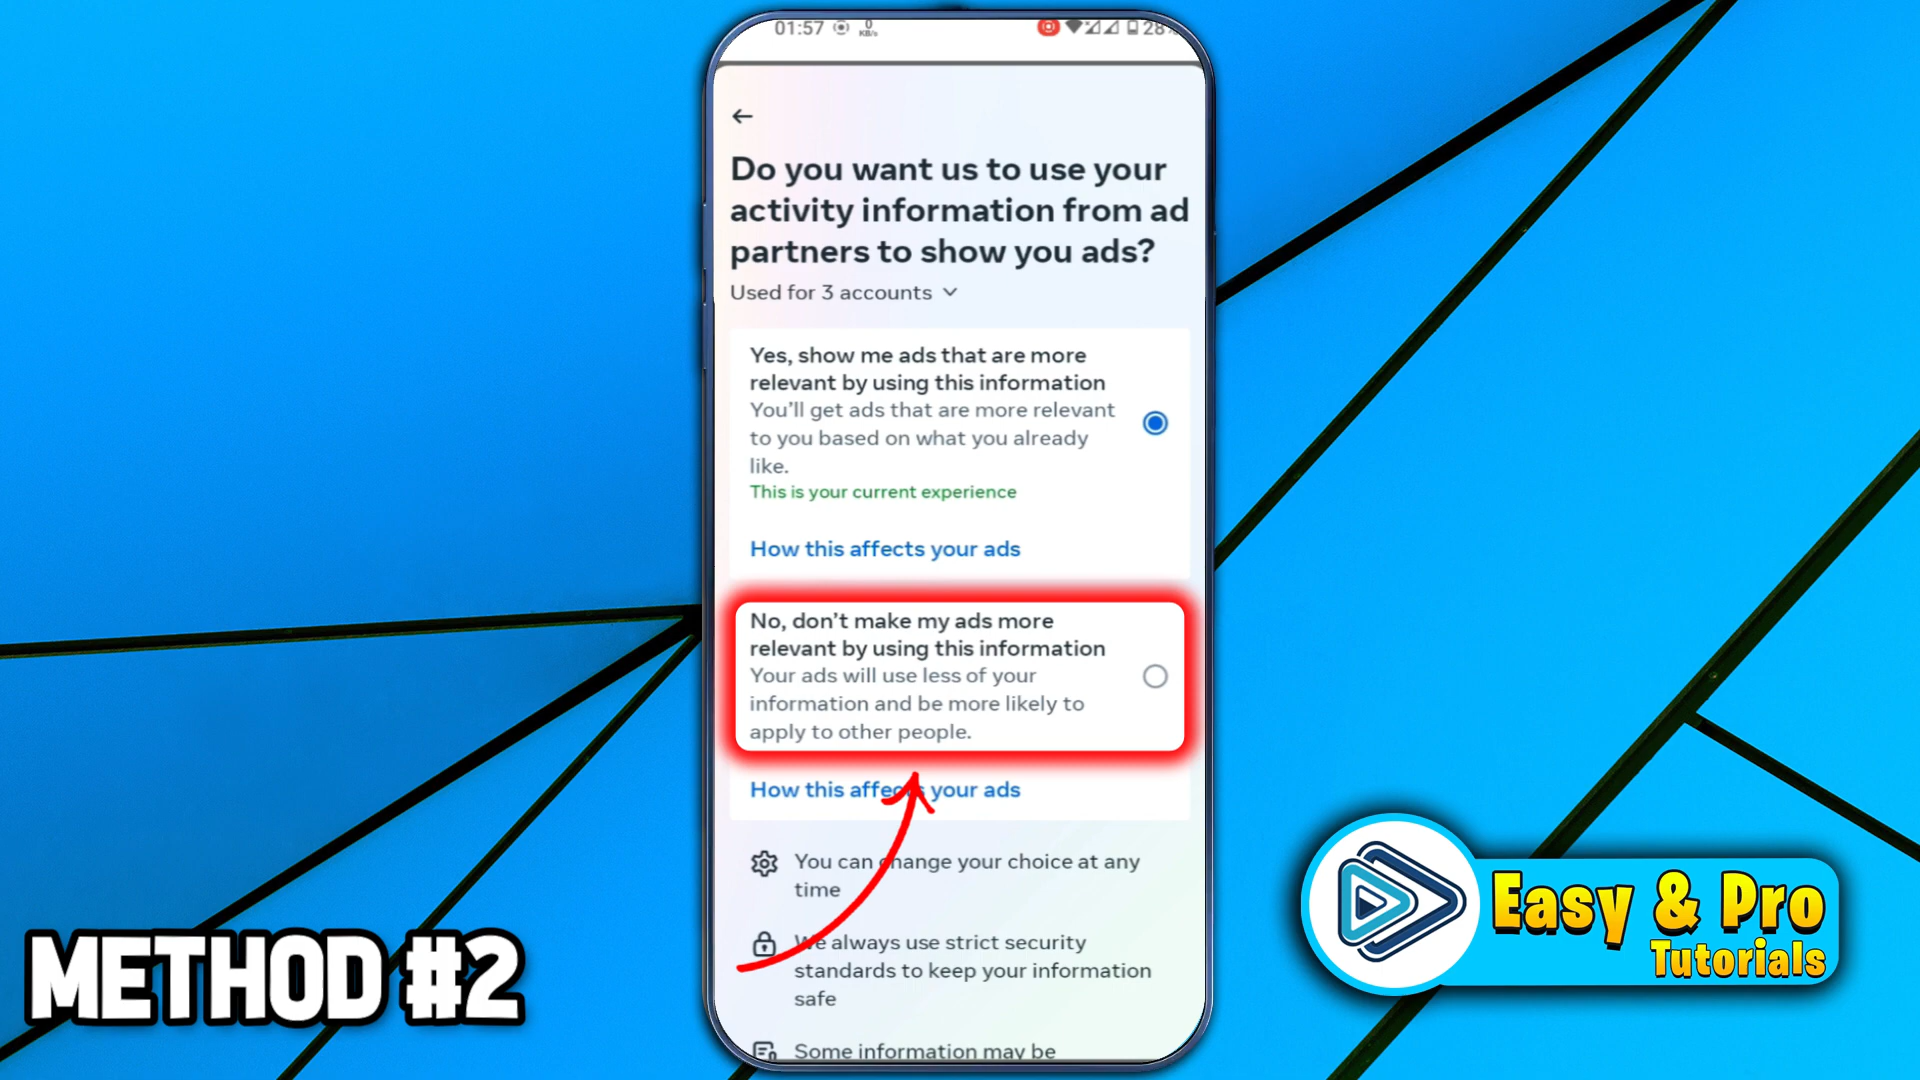 01:57 0 KB/s 28%
Do you want us to use your
activity information from ad
partners to show you ads?
Used for 3 accounts
Yes, show me ads that are more
relevant by using this information
You'll get ads that are more relevant
to you based on what you already
like.
This is your current experience
How this affects your ads
No, don't make my ads more
relevant by using this information
Your ads will use less of your
information and be more likely to
apply to other people.
How this affects your ads
You can change your choice at any
time
We always use strict security
standards to keep your information
safe
Some information may be
METHOD #2
Easy & Pro
Tutorials